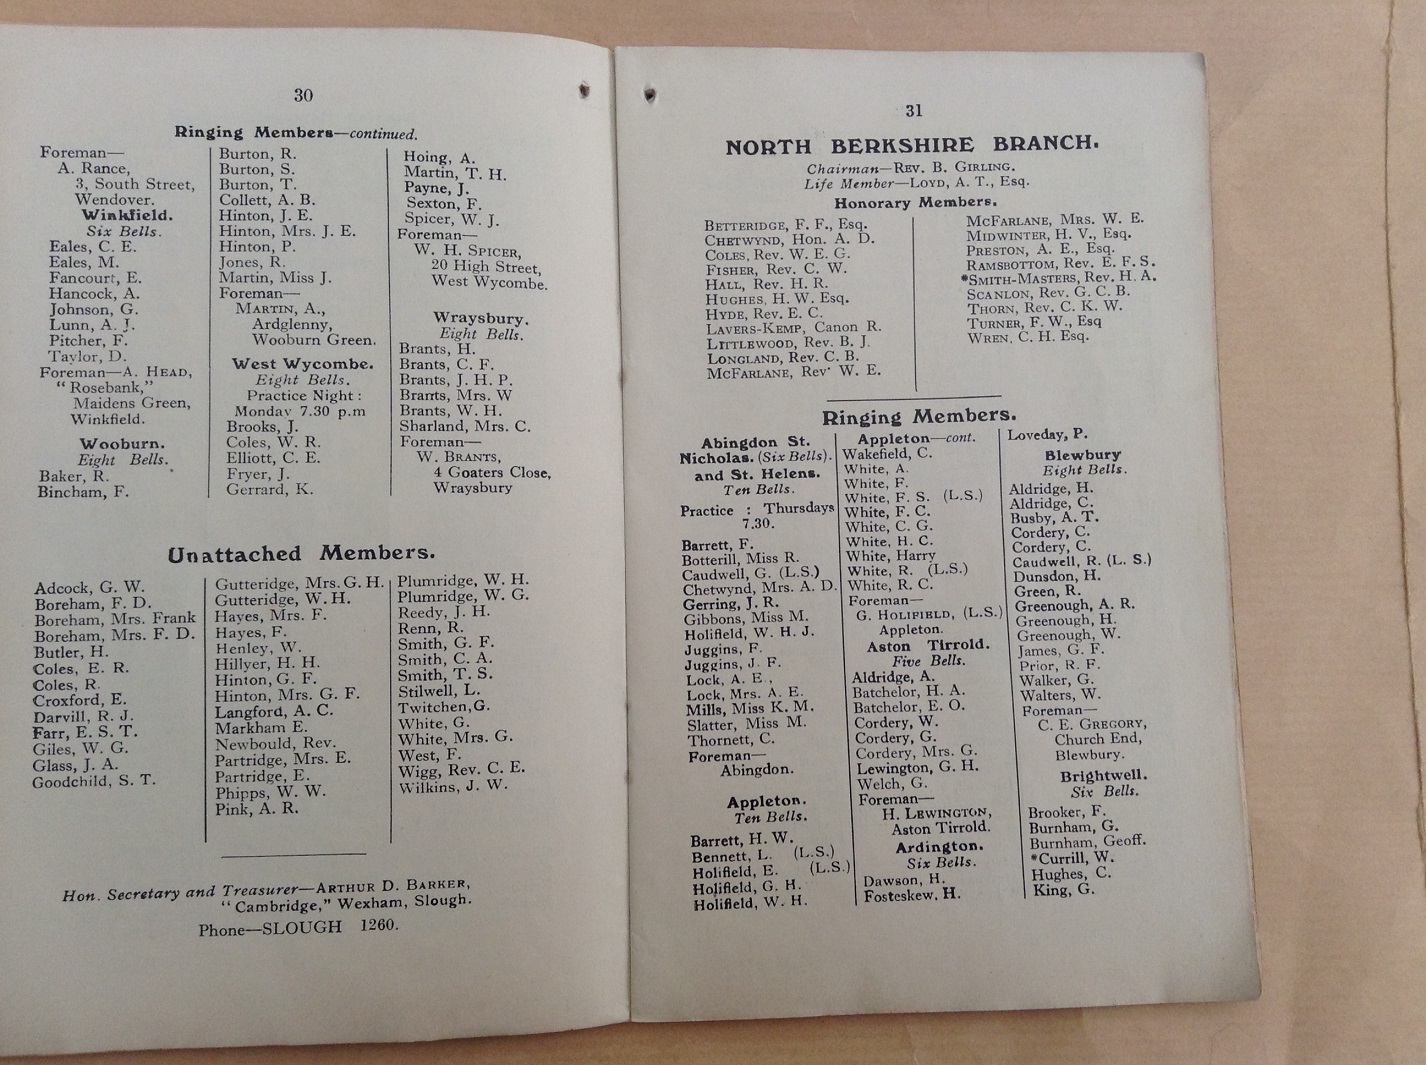 30
Ringing Members—continued.
Foreman—
A. Rance,
3, South Street,
Wendover.
Winkfield.
Six Bells.
Eales, C. E.
Eales, M.
Fancourt, E.
Hancock, A.
Johnson, G.
Lunn, A. J.
Pitcher, F.
Taylor, D.
Foreman—A. HEAD,
"Rosebank,"
Maidens Green,
Winkfield.
Wooburn.
Eight Bells.
Baker, R.
Bincham, F.
Burton, R.
Burton, S.
Burton, T.
Collett, A. B.
Hinton, J. E.
Hinton, Mrs. J. E.
Hinton, P.
Jones, R.
Martin, Miss J.
Foreman—
MARTIN, A.,
Ardglenny,
Wooburn Green.
West Wycombe.
Eight Bells.
Practice Night:
Monday 7.30 p.m
Brooks, J.
Coles, W. R.
Elliott, C. E.
Fryer, J.
Gerrard, K.
Hoing, A.
Martin, T. H.
Payne, J.
Sexton, F.
Spicer, W. J.
Foreman—
W. H. SPICER,
20 High Street,
West Wycombe.
Wraysbury.
Eight Bells.
Brants, H.
Brants, C. F.
Brants, J. H. P.
Brants, Mrs. W
Brants, W. H.
Sharland, Mrs. C.
Foreman—
W. BRANTS,
4 Goaters Close,
Wraysbury
Unattached Members.
Adcock, G. W.
Boreham, F. D.
Boreham, Mrs. Frank
Boreham, Mrs. F. D.
Butler, H.
Coles, E. R.
Coles, R.
Croxford, E.
Darvill, R. J.
Farr, E. S. T.
Giles, W. G.
Glass, J. A.
Goodchild, S. T.
Gutteridge, Mrs. G. H.
Gutteridge, W. H.
Hayes, Mrs. F.
Hayes, F.
Henley, W.
Hillyer, H. H.
Hinton, G. F.
Hinton, Mrs. G. F.
Langford, A. C.
Markham E.
Newbould, Rev.
Partridge, Mrs. E.
Partridge, E.
Phipps, W. W.
Pink, A. R.
Plumridge, W. H.
Plumridge, W. G.
Reedy, J. H.
Renn, R.
Smith, G. F.
Smith, C. A.
Smith, T. S.
Stilwell, L.
Twitchen, G.
White, G.
White, Mrs. G.
West, F.
Wigg, Rev. C. E.
Wilkins, J. W.
Hon. Secretary and Treasurer—ARTHUR D. BARKER,
"Cambridge," Wexham, Slough.
Phone—SLOUGH 1260.
31
NORTH BERKSHIRE BRANCH.
Chairman—REV. B. GIRLING.
Life Member—LOYD, A. T., Esq.
Honorary Members.
BETTERIDGE, F. F., Esq.
CHETWYND, Hon. A. D.
COLES, Rev. W. E. G.
FISHER, Rev. C. W.
HALL, Rev. H. R.
HUGHES, H. W. Esq.
HYDE, Rev. E. C.
LAVERS-KEMP, Canon R.
LITTLEWOOD, Rev. B. J.
LONGLAND, Rev. C. B.
MCFARLANE, Rev. W. E.
MCFARLANE, Mrs. W. E.
MIDWINTER, H. V., Esq.
PRESTON, A. E., Esq.
RAMSBOTTOM, Rev. E. F. S.
*SMITH-MASTERS, Rev. H. A.
SCANLON, Rev. G. C. B.
THORN, Rev. C. K. W.
TURNER, F. W., Esq
WREN, C. H. Esq.
Ringing Members.
Abingdon St.
Nicholas. (Six Bells).
and St. Helens.
Ten Bells.
Practice : Thursdays
7.30.
Barrett, F.
Botterill, Miss R.
Caudwell, G. (L.S.)
Chetwynd, Mrs. A. D.
Gerring, J. R.
Gibbons, Miss M.
Holifield, W. H. J.
Juggins, F.
Juggins, J. F.
Lock, A. E.,
Lock, Mrs. A. E.
Mills, Miss K. M.
Slatter, Miss M.
Thornett, C.
Foreman—
Abingdon.
Appleton.
Ten Bells.
Barrett, H. W.
Bennett, L. (L.S.)
Holifield, E. (L.S.)
Holifield, G. H.
Holifield, W. H.
Appleton—cont.
Wakefield, C.
White, A.
White, F.
White, F. S. (L.S.)
White, F. C.
White, C. G.
White, H. C.
White, Harry
White, R. (L.S.)
White, R. C.
Foreman—
G. HOLIFIELD, (L.S.)
Appleton.
Aston Tirrold.
Five Bells.
Aldridge, A.
Batchelor, H. A.
Batchelor, E. O.
Cordery, W.
Cordery, G.
Cordery, Mrs. G.
Lewington, G. H.
Welch, G.
Foreman—
H. LEWINGTON,
Aston Tirrold.
Ardington.
Six Bells.
Dawson, H.
Fosteskew, H.
Loveday, P.
Blewbury
Eight Bells.
Aldridge, H.
Aldridge, C.
Busby, A. T.
Cordery, C.
Cordery, C.
Caudwell, R. (L. S.)
Dunsdon, H.
Green, R.
Greenough, A. R.
Greenough, H.
Greenough, W.
James, G. F.
Prior, R. F.
Walker, G.
Walters, W.
Foreman—
C. E. GREGORY,
Church End,
Blewbury.
Brightwell.
Six Bells.
Brooker, F.
Burnham, G.
Burnham, Geoff.
*Currill, W.
Hughes, C.
King, G.